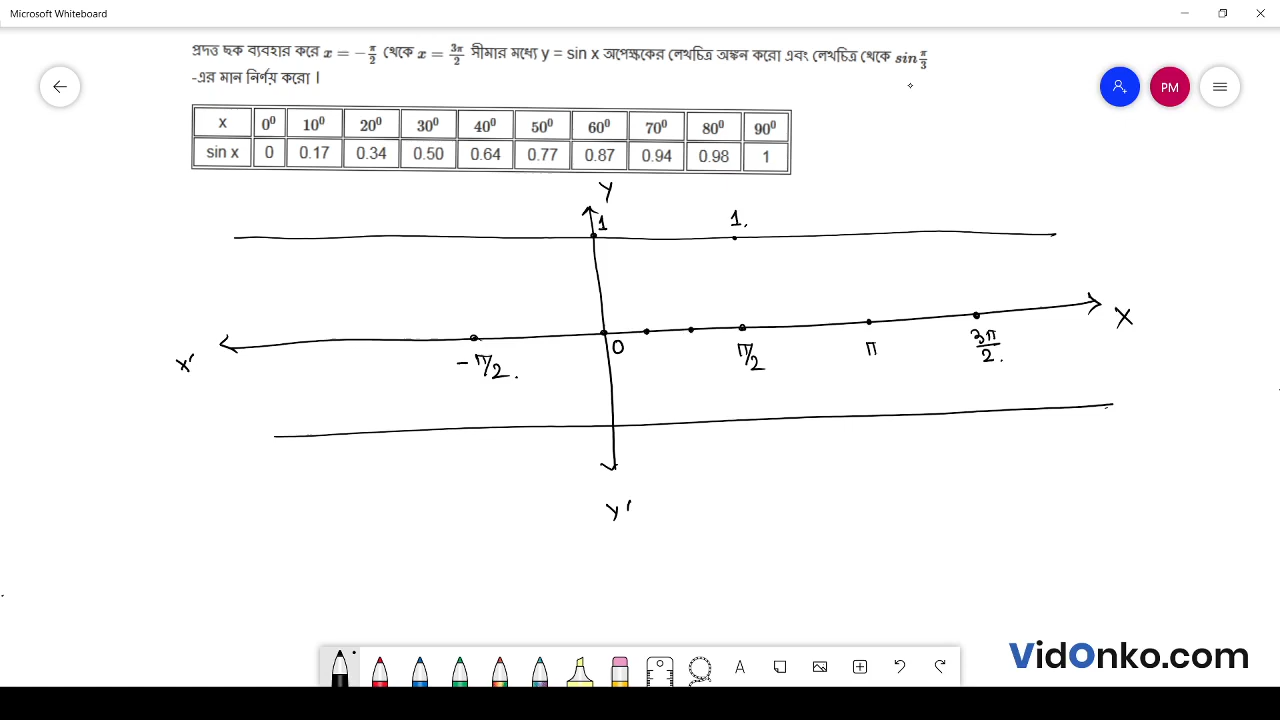 Microsoft Whiteboard
প্রদত্ত ছক ব্যবহার করে x = −π/2 থেকে x = 3π/2 সীমার মধ্যে y = sin x অপেক্ষকের লেখচিত্র অঙ্কন করো এবং লেখচিত্র থেকে sin π/3
-এর মান নির্ণয় করো ।
PM
x 0⁰ 10⁰ 20⁰ 30⁰ 40⁰ 50⁰ 60⁰ 70⁰ 80⁰ 90⁰
sin x 0 0.17 0.34 0.50 0.64 0.77 0.87 0.94 0.98 1
Y
1 1.
X' −π/2. 0 π/2 π 3π/2. X
Y'
VidOnko.com
A